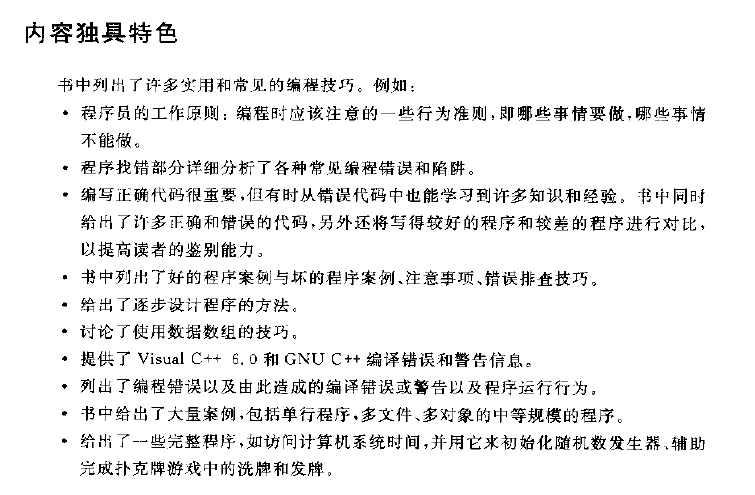 内容独具特色
书中列出了许多实用和常见的编程技巧。例如：
• 程序员的工作原则：编程时应该注意的一些行为准则，即哪些事情要做，哪些事情
不能做。
• 程序找错部分详细分析了各种常见编程错误和陷阱。
• 编写正确代码很重要，但有时从错误代码中也能学习到许多知识和经验。书中同时
给出了许多正确和错误的代码，另外还将写得较好的程序和较差的程序进行对比，
以提高读者的鉴别能力。
• 书中列出了好的程序案例与坏的程序案例、注意事项、错误排查技巧。
• 给出了逐步设计程序的方法。
• 讨论了使用数据数组的技巧。
• 提供了 Visual C++ 6.0 和 GNU C++ 编译错误和警告信息。
• 列出了编程错误以及由此造成的编译错误或警告以及程序运行行为。
• 书中给出了大量案例，包括单行程序、多文件、多对象的中等规模的程序。
• 给出了一些完整程序，如访问计算机系统时间，并用它来初始化随机数发生器、辅助
完成扑克牌游戏中的洗牌和发牌。